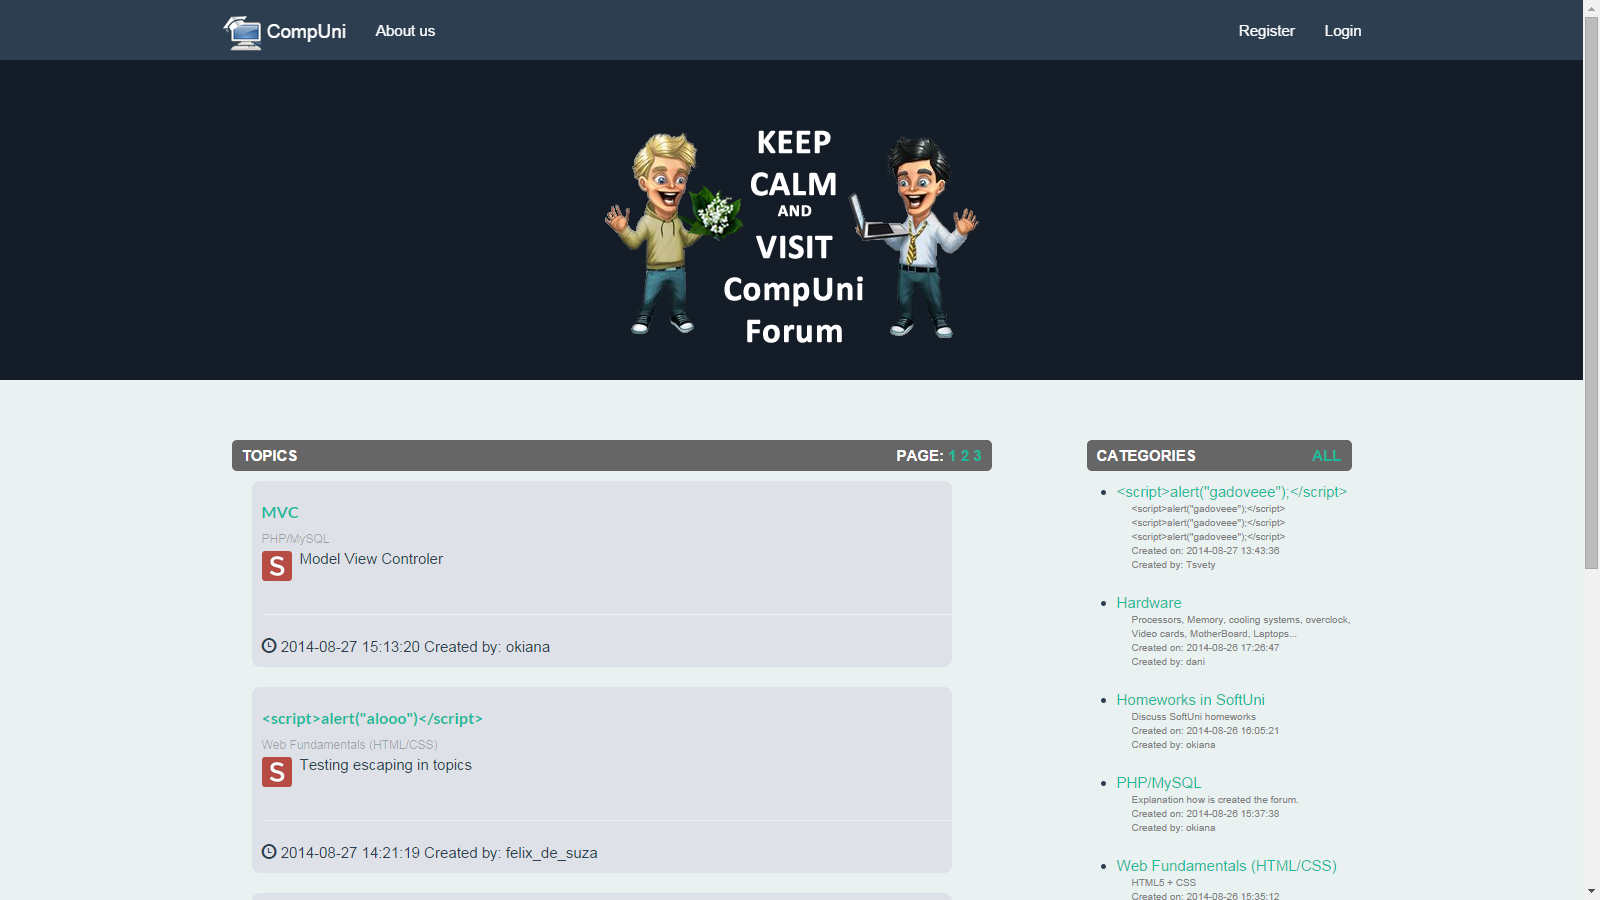 CompUni About us Register Login
KEEP
CALM
AND
VISIT
CompUni
Forum
TOPICS PAGE: 1 2 3
MVC
PHP/MySQL
S Model View Controler
2014-08-27 15:13:20 Created by: okiana
<script>alert("alooo")</script>
Web Fundamentals (HTML/CSS)
S Testing escaping in topics
2014-08-27 14:21:19 Created by: felix_de_suza
CATEGORIES ALL
<script>alert("gadoveee");</script>
<script>alert("gadoveee");</script>
<script>alert("gadoveee");</script>
<script>alert("gadoveee");</script>
Created on: 2014-08-27 13:43:36
Created by: Tsvety
Hardware
Processors, Memory, cooling systems, overclock,
Video cards, MotherBoard, Laptops...
Created on: 2014-08-26 17:26:47
Created by: dani
Homeworks in SoftUni
Discuss SoftUni homeworks
Created on: 2014-08-26 16:05:21
Created by: okiana
PHP/MySQL
Explanation how is created the forum.
Created on: 2014-08-26 15:37:38
Created by: okiana
Web Fundamentals (HTML/CSS)
HTML5 + CSS
Created on: 2014-08-26 15:35:12